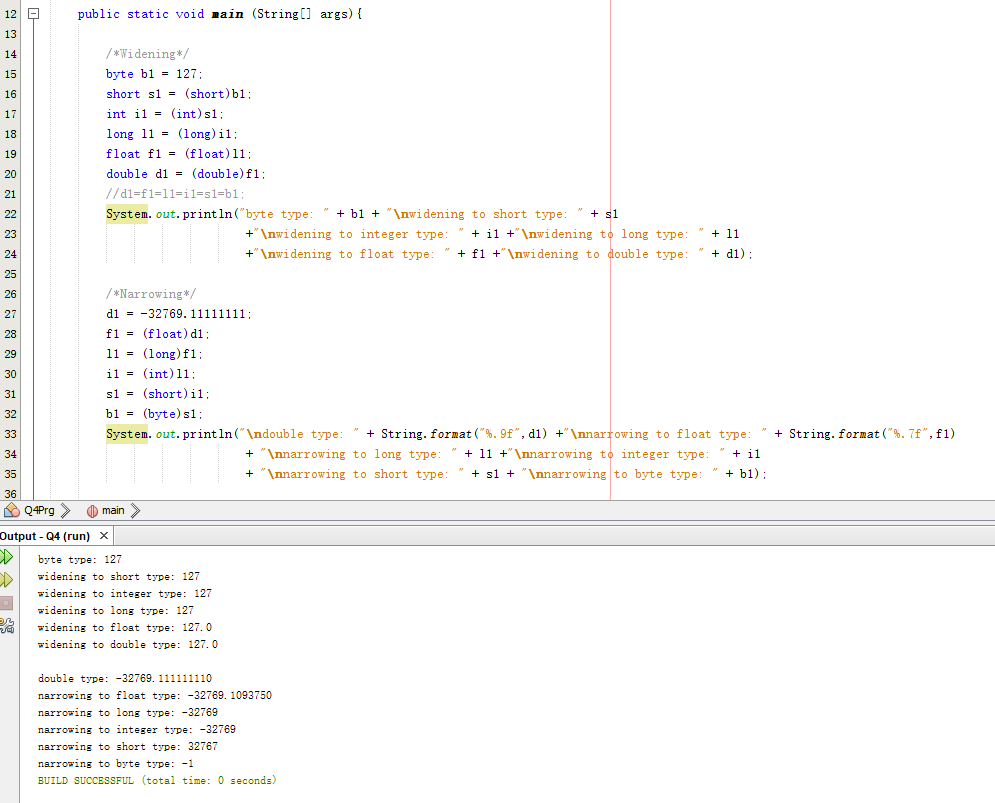 12 public static void main (String[] args){
13
14 /*Widening*/
15 byte b1 = 127;
16 short s1 = (short)b1;
17 int i1 = (int)s1;
18 long l1 = (long)i1;
19 float f1 = (float)l1;
20 double d1 = (double)f1;
21 //d1=f1=l1=i1=s1=b1;
22 System.out.println("byte type: " + b1 + "\nwidening to short type: " + s1
23 +"\nwidening to integer type: " + i1 +"\nwidening to long type: " + l1
24 +"\nwidening to float type: " + f1 +"\nwidening to double type: " + d1);
25
26 /*Narrowing*/
27 d1 = -32769.11111111;
28 f1 = (float)d1;
29 l1 = (long)f1;
30 i1 = (int)l1;
31 s1 = (short)i1;
32 b1 = (byte)s1;
33 System.out.println("\ndouble type: " + String.format("%.9f",d1) +"\nnarrowing to float type: " + String.format("%.7f",f1)
34 + "\nnarrowing to long type: " + l1 +"\nnarrowing to integer type: " + i1
35 + "\nnarrowing to short type: " + s1 + "\nnarrowing to byte type: " + b1);
36
Q4Prg main
Output - Q4 (run) ×
byte type: 127
widening to short type: 127
widening to integer type: 127
widening to long type: 127
widening to float type: 127.0
widening to double type: 127.0
double type: -32769.111111110
narrowing to float type: -32769.1093750
narrowing to long type: -32769
narrowing to integer type: -32769
narrowing to short type: 32767
narrowing to byte type: -1
BUILD SUCCESSFUL (total time: 0 seconds)